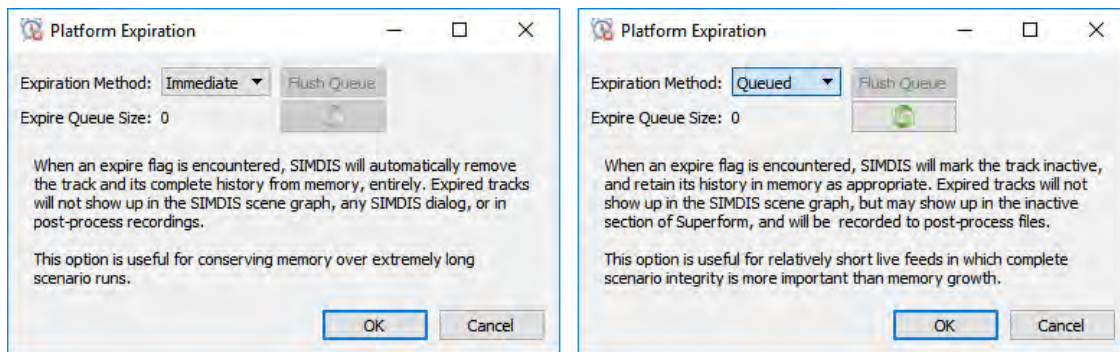 Platform Expiration
Expiration Method: Immediate Flush Queue
Expire Queue Size: 0
When an expire flag is encountered, SIMDIS will automatically remove
the track and its complete history from memory, entirely. Expired tracks
will not show up in the SIMDIS scene graph, any SIMDIS dialog, or in
post-process recordings.
This option is useful for conserving memory over extremely long
scenario runs.
OK Cancel
Platform Expiration
Expiration Method: Queued Flush Queue
Expire Queue Size: 0
When an expire flag is encountered, SIMDIS will mark the track inactive,
and retain its history in memory as appropriate. Expired tracks will not
show up in the SIMDIS scene graph, but may show up in the inactive
section of Superform, and will be recorded to post-process files.
This option is useful for relatively short live feeds in which complete
scenario integrity is more important than memory growth.
OK Cancel